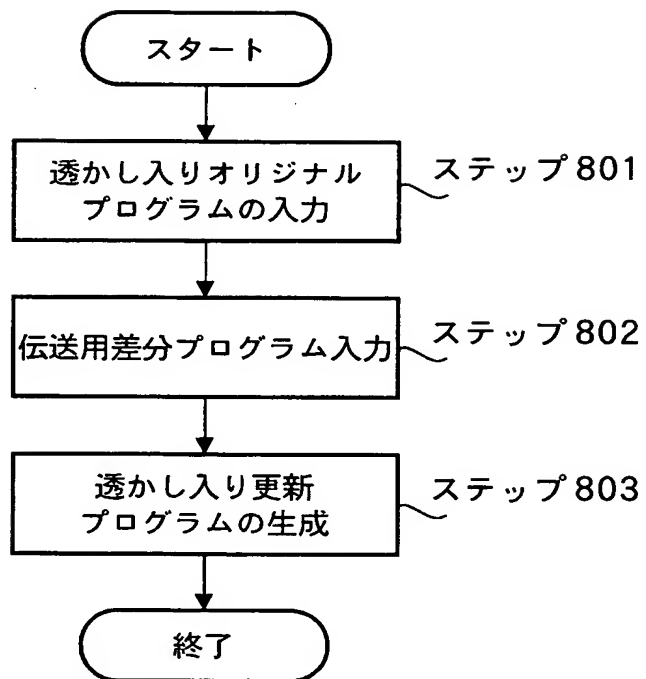 スタート
透かし入りオリジナル
プログラムの入力
ステップ801
伝送用差分プログラム入力
ステップ802
透かし入り更新
プログラムの生成
ステップ803
終了